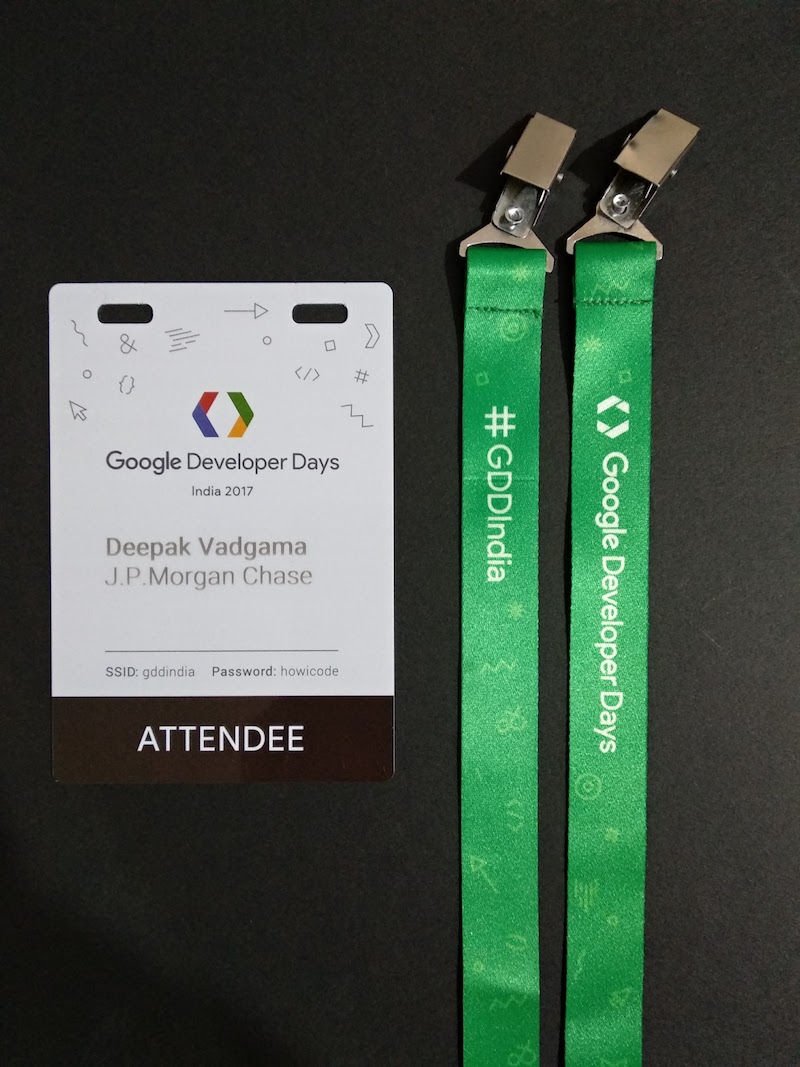 Google Developer Days
India 2017
Deepak Vadgama
J.P.Morgan Chase
SSID: gddindia Password: howicode
ATTENDEE
#GDDIndia
Google Developer Days